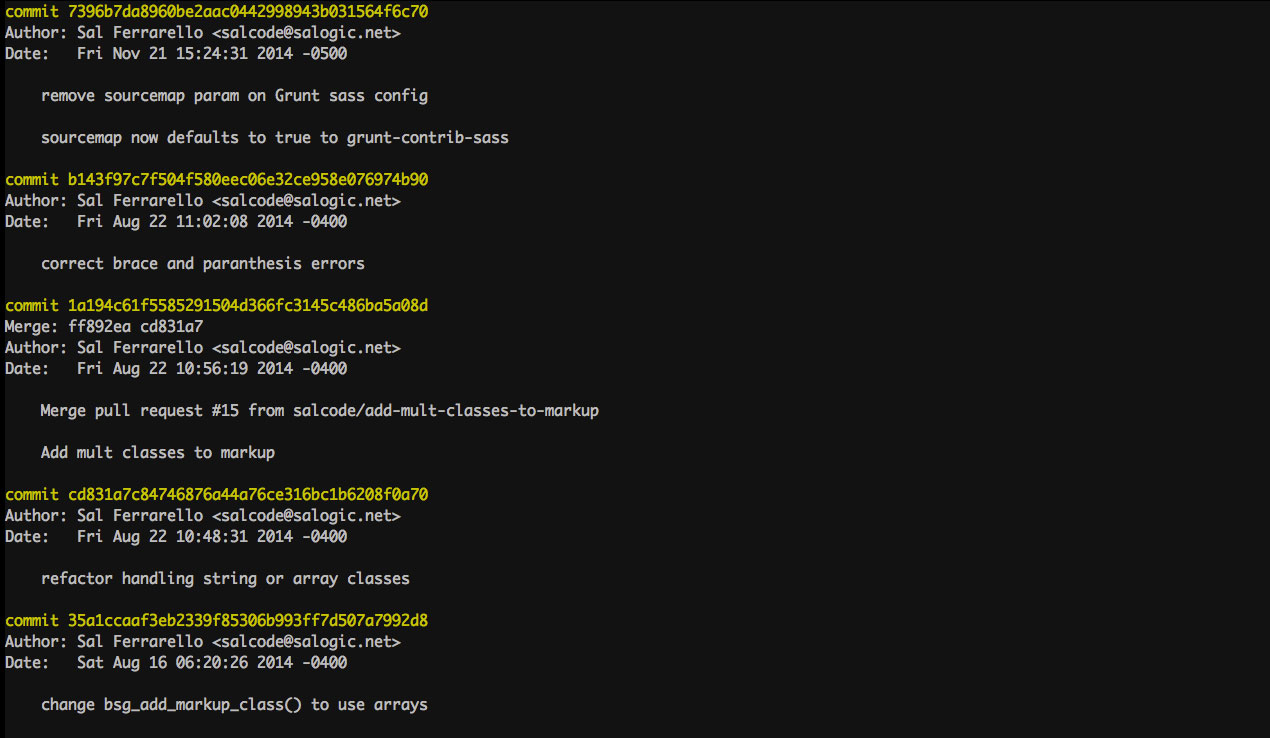 commit 7396b7da8960be2aac0442998943b031564f6c70
Author: Sal Ferrarello <salcode@salogic.net>
Date:   Fri Nov 21 15:24:31 2014 -0500
remove sourcemap param on Grunt sass config
sourcemap now defaults to true to grunt-contrib-sass
commit b143f97c7f504f580eec06e32ce958e076974b90
Author: Sal Ferrarello <salcode@salogic.net>
Date:   Fri Aug 22 11:02:08 2014 -0400
correct brace and paranthesis errors
commit 1a194c61f5585291504d366fc3145c486ba5a08d
Merge: ff892ea cd831a7
Author: Sal Ferrarello <salcode@salogic.net>
Date:   Fri Aug 22 10:56:19 2014 -0400
Merge pull request #15 from salcode/add-mult-classes-to-markup
Add mult classes to markup
commit cd831a7c84746876a44a76ce316bc1b6208f0a70
Author: Sal Ferrarello <salcode@salogic.net>
Date:   Fri Aug 22 10:48:31 2014 -0400
refactor handling string or array classes
commit 35a1ccaaf3eb2339f85306b993ff7d507a7992d8
Author: Sal Ferrarello <salcode@salogic.net>
Date:   Sat Aug 16 06:20:26 2014 -0400
change bsg_add_markup_class() to use arrays